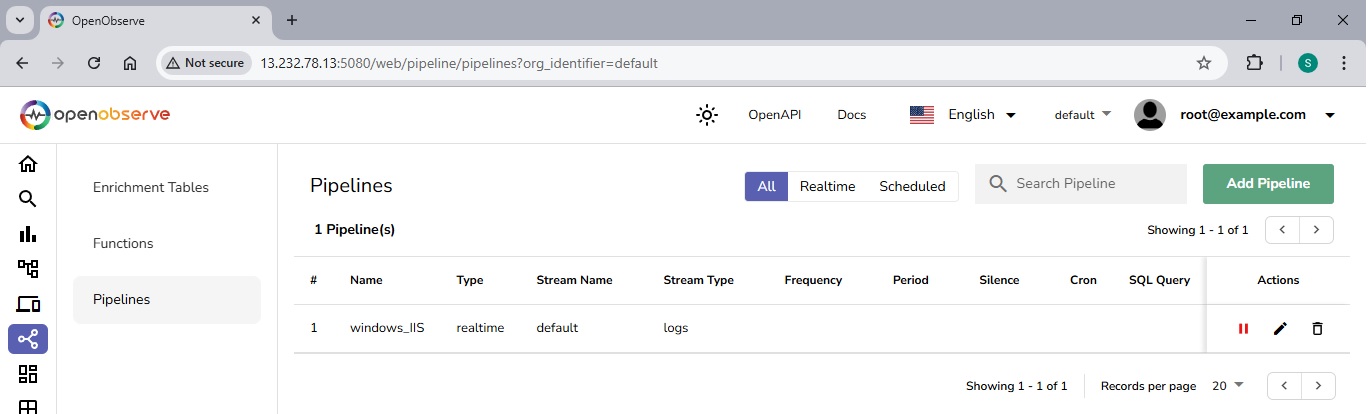 OpenObserve
Not secure 13.232.78.13:5080/web/pipeline/pipelines?org_identifier=default S
openobserve OpenAPI Docs English default root@example.com
Enrichment Tables
Functions
Pipelines
Pipelines All Realtime Scheduled Search Pipeline Add Pipeline
1 Pipeline(s) Showing 1 - 1 of 1
# Name Type Stream Name Stream Type Frequency Period Silence Cron SQL Query Actions
1 windows_IIS realtime default logs
Showing 1 - 1 of 1 Records per page 20